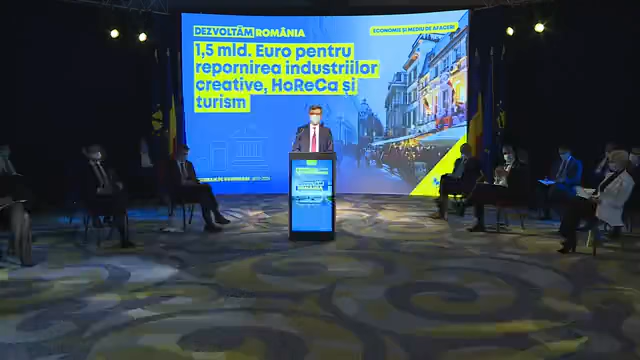 DEZVOLTĂM ROMÂNIA
ECONOMIE ȘI MEDIU DE AFACERI
1,5 mld. Euro pentru
repornirea industriilor
creative, HoReCa și
turism